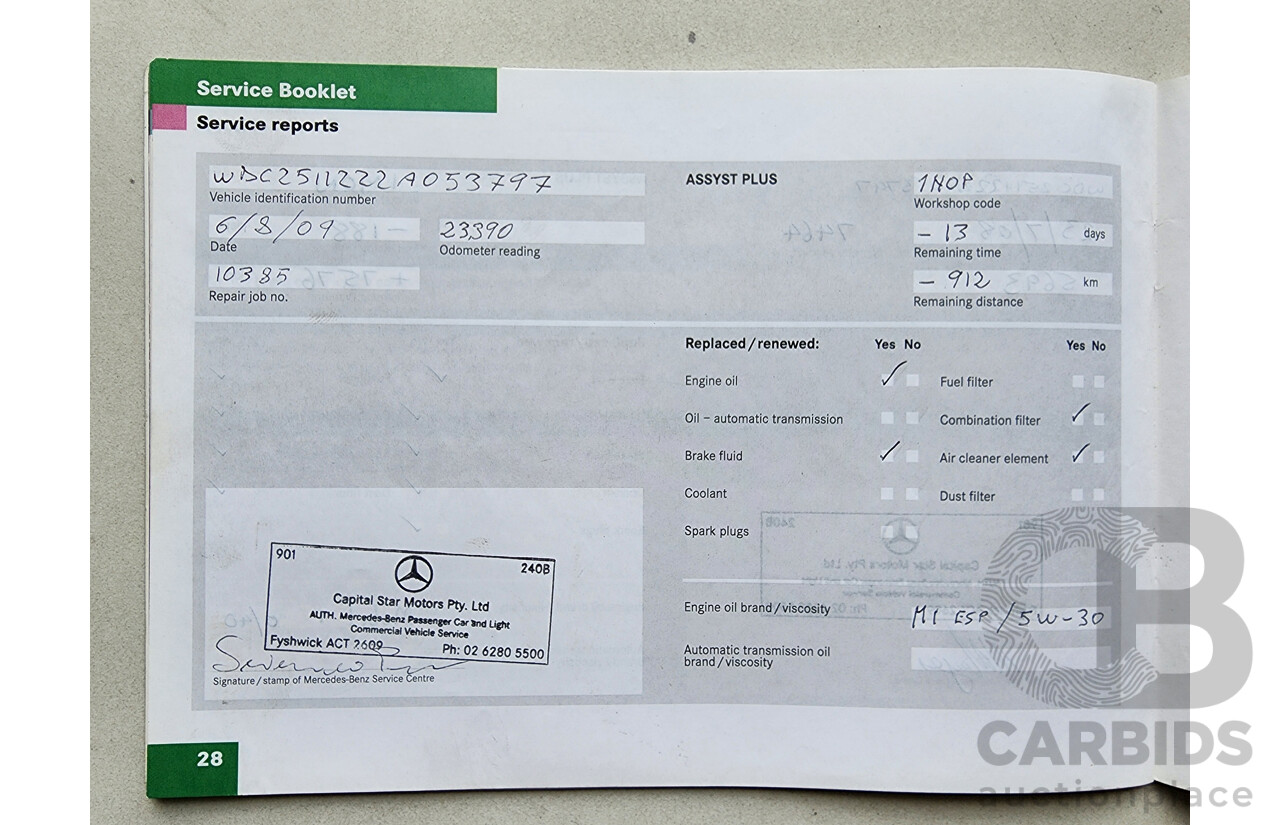 Service Booklet
Service reports
WDC2511222A053797
Vehicle identification number
ASSYST PLUS
1NOP
Workshop code
6/8/09
Date
23390
Odometer reading
- 13 days
Remaining time
10385
Repair job no.
- 912 km
Remaining distance
Replaced/renewed: Yes No Yes No
Engine oil Fuel filter
Oil – automatic transmission Combination filter
Brake fluid Air cleaner element
Coolant Dust filter
Spark plugs
901 240B
Capital Star Motors Pty. Ltd
AUTH. Mercedes-Benz Passenger Car and Light
Commercial Vehicle Service
Fyshwick ACT 2609 Ph: 02 6280 5500
Signature/stamp of Mercedes-Benz Service Centre
Engine oil brand/viscosity
M1 ESP/5W-30
Automatic transmission oil
brand/viscosity
28
CARBIDS
auctionplace